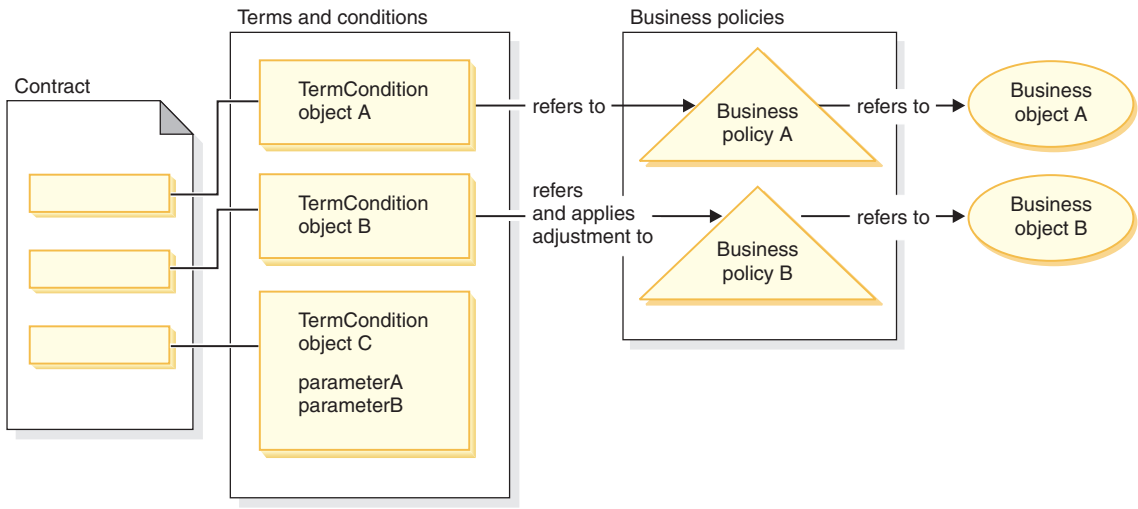 Terms and conditions
Business policies
Contract
TermCondition
object A
refers to
Business
policy A
refers to
Business
object A
TermCondition
object B
refers
and applies
adjustment to
Business
policy B
refers to
Business
object B
TermCondition
object C
parameterA
parameterB